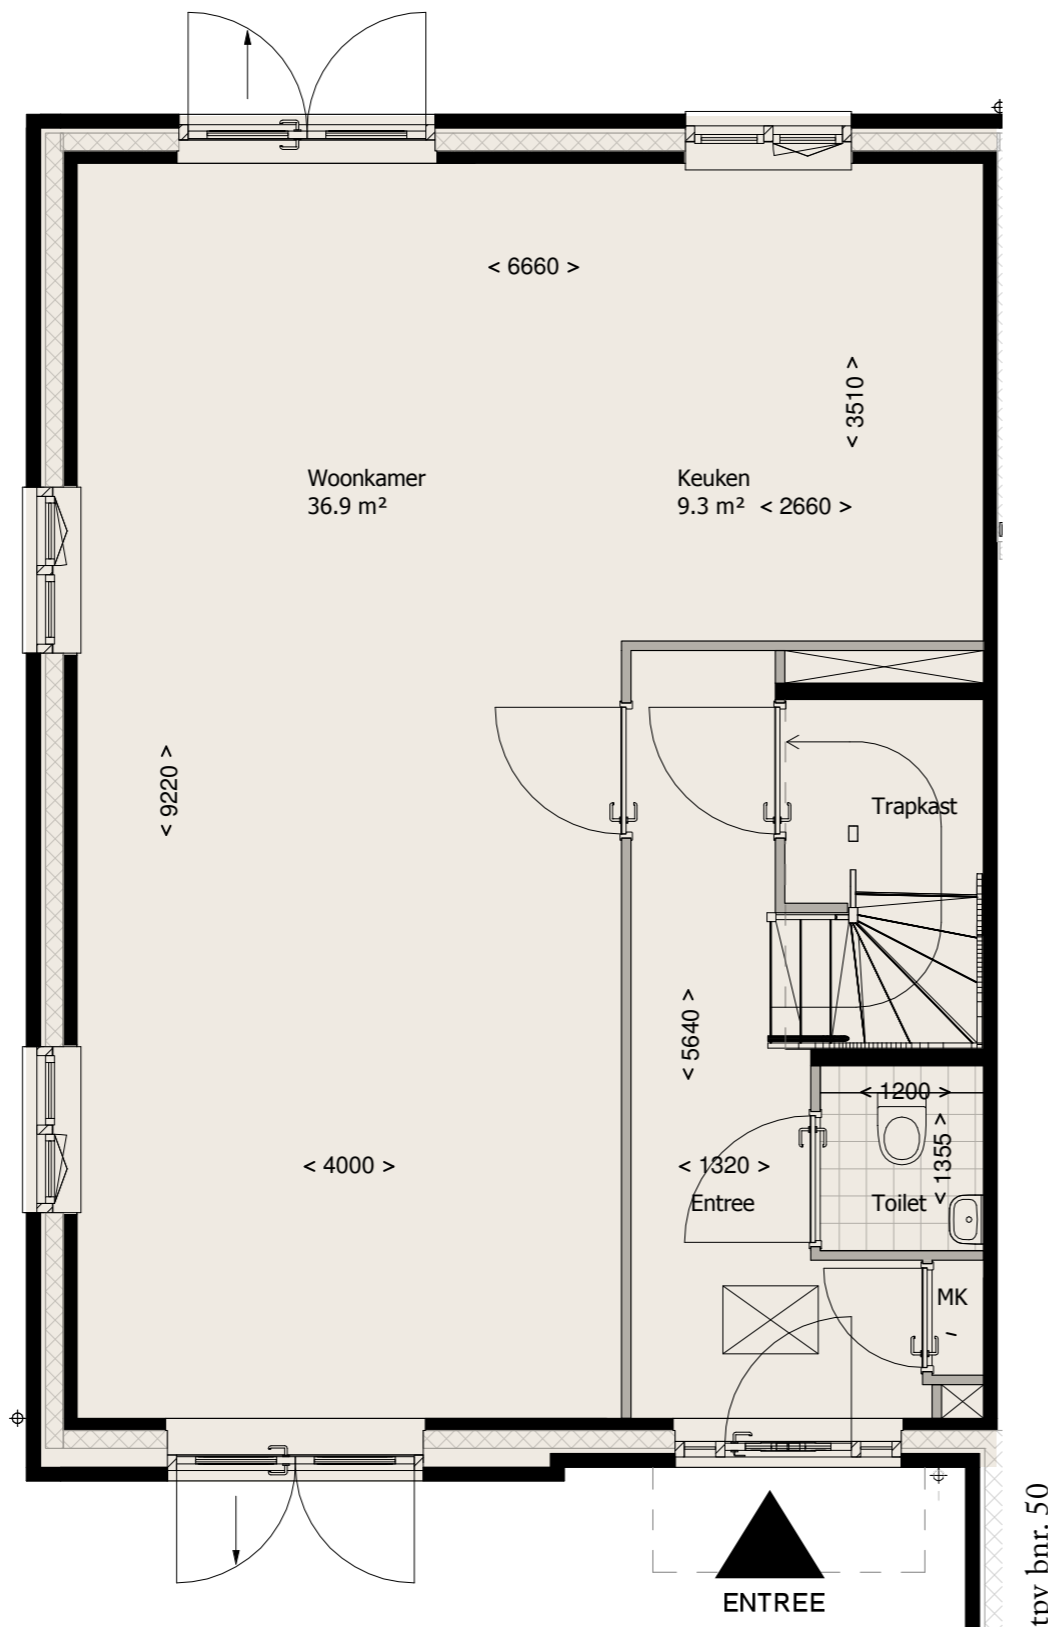 < 6660 >
< 3510 >
Woonkamer
36.9 m²
Keuken
9.3 m² < 2660 >
< 9220 >
Trapkast
< 5640 >
< 1200 >
< 1355 >
< 4000 >
< 1320 >
Entree
Toilet
MK
ENTREE
tpv bnr. 50